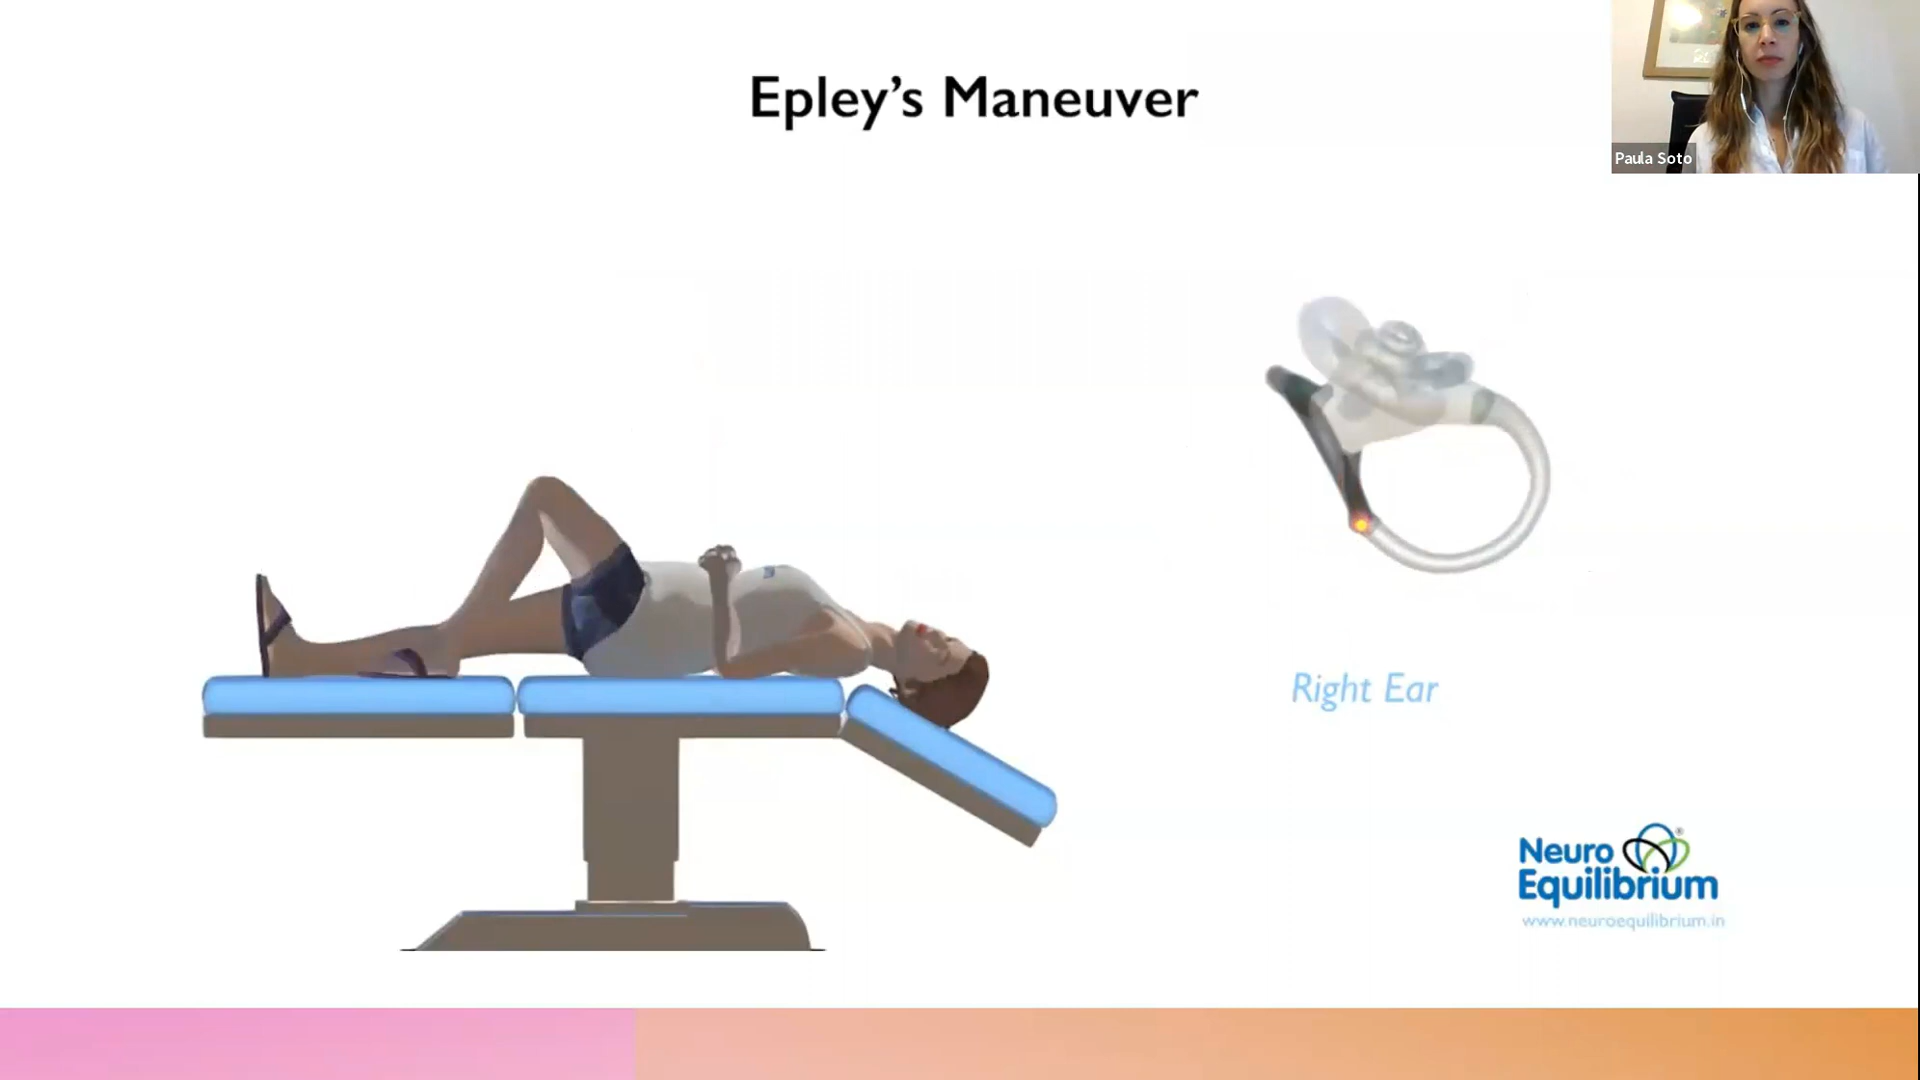 Epley’s Maneuver
Paula Soto
Right Ear
Neuro
Equilibrium
www.neuroequilibrium.in